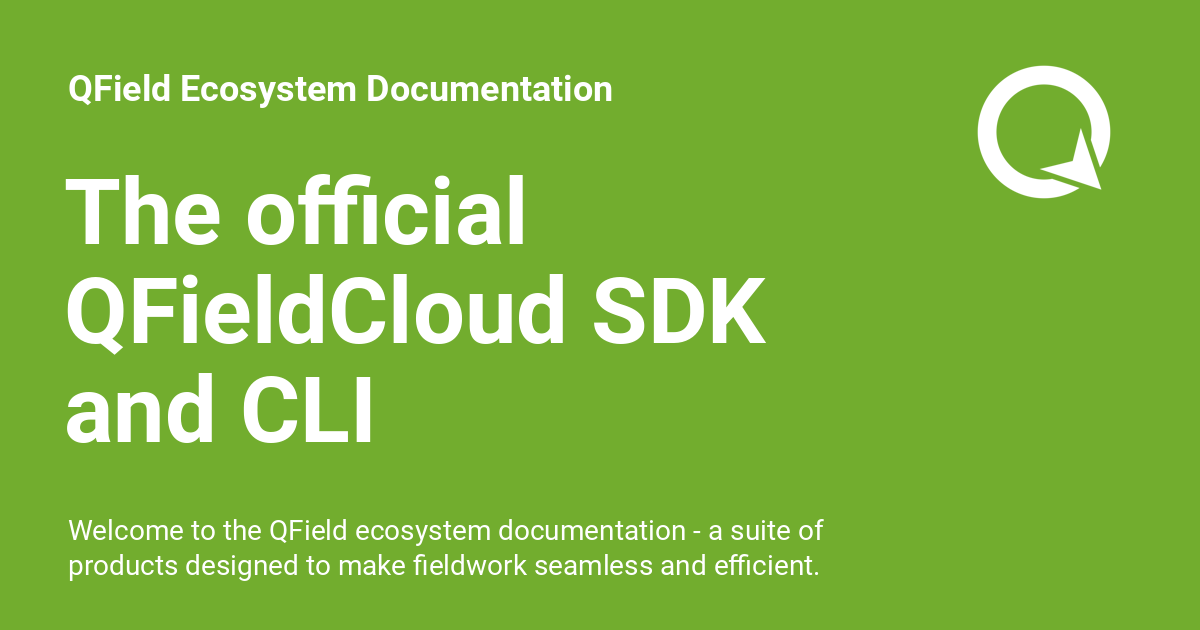 QField Ecosystem Documentation
The official
QFieldCloud SDK
and CLI
Welcome to the QField ecosystem documentation - a suite of
products designed to make fieldwork seamless and efficient.